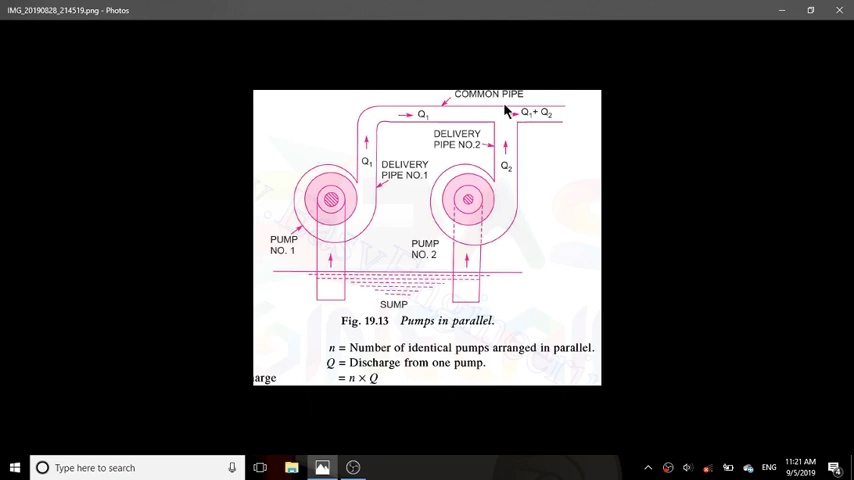 IMG_20190828_214519.png - Photos
COMMON PIPE
Q1
Q1+ Q2
DELIVERY
PIPE NO.2
Q1
DELIVERY
PIPE NO.1
Q2
PUMP
NO. 1
PUMP
NO. 2
SUMP
Fig. 19.13 Pumps in parallel.
n = Number of identical pumps arranged in parallel.
Q = Discharge from one pump.
arge = n × Q
Type here to search
ENG
11:21 AM
9/5/2019
4